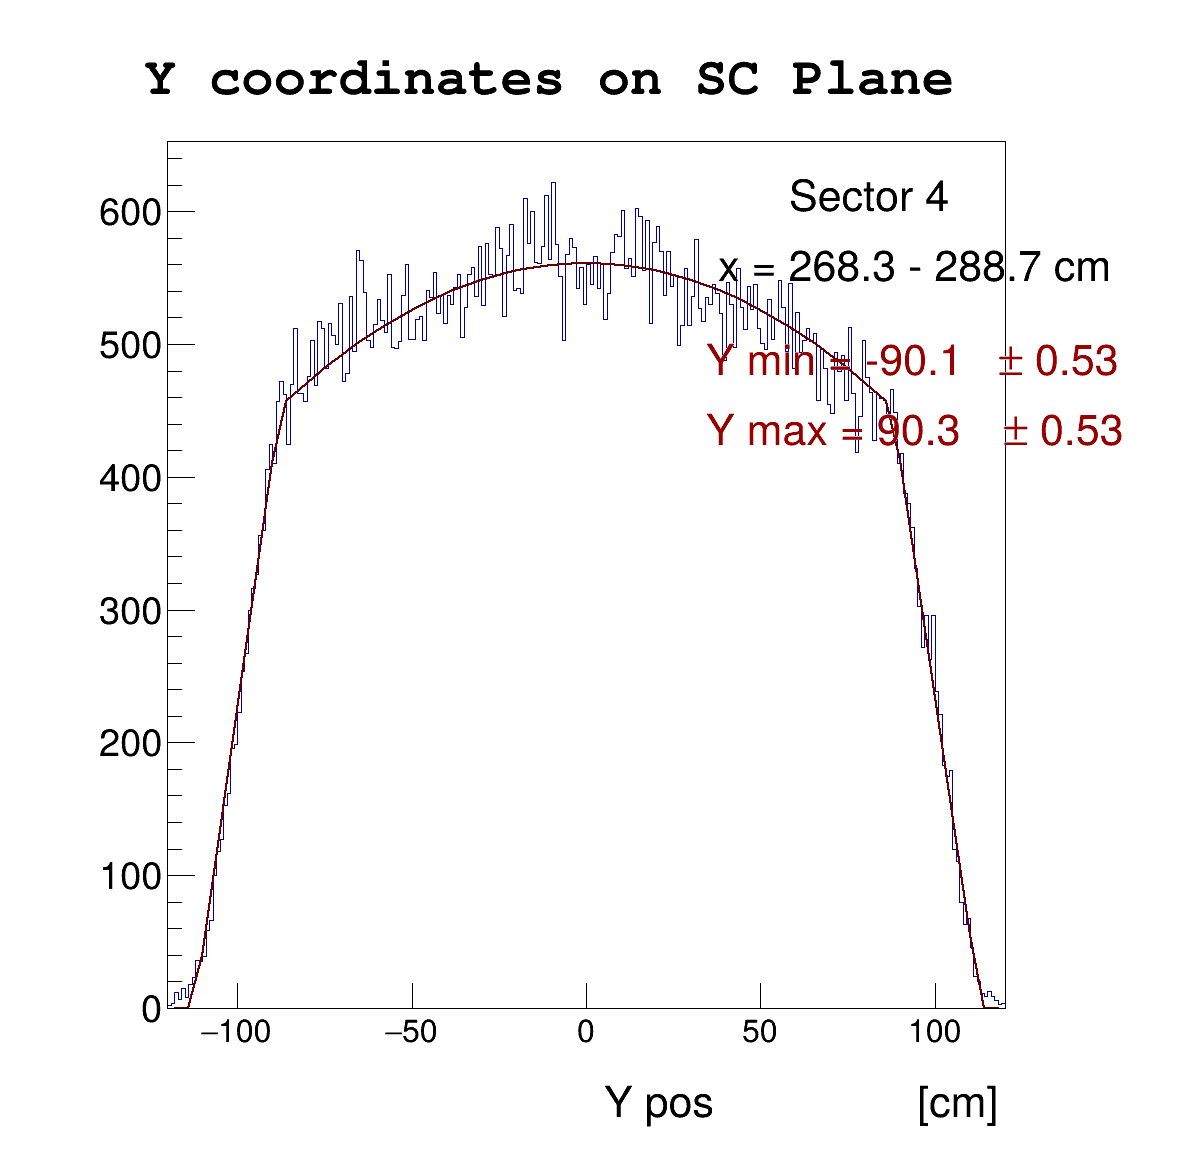 Y coordinates on SC Plane
Sector 4
x = 268.3 - 288.7 cm
Y min = -90.1 ± 0.53
Y max = 90.3 ± 0.53
600
500
400
300
200
100
0
−100 −50 0 50 100
Y pos [cm]